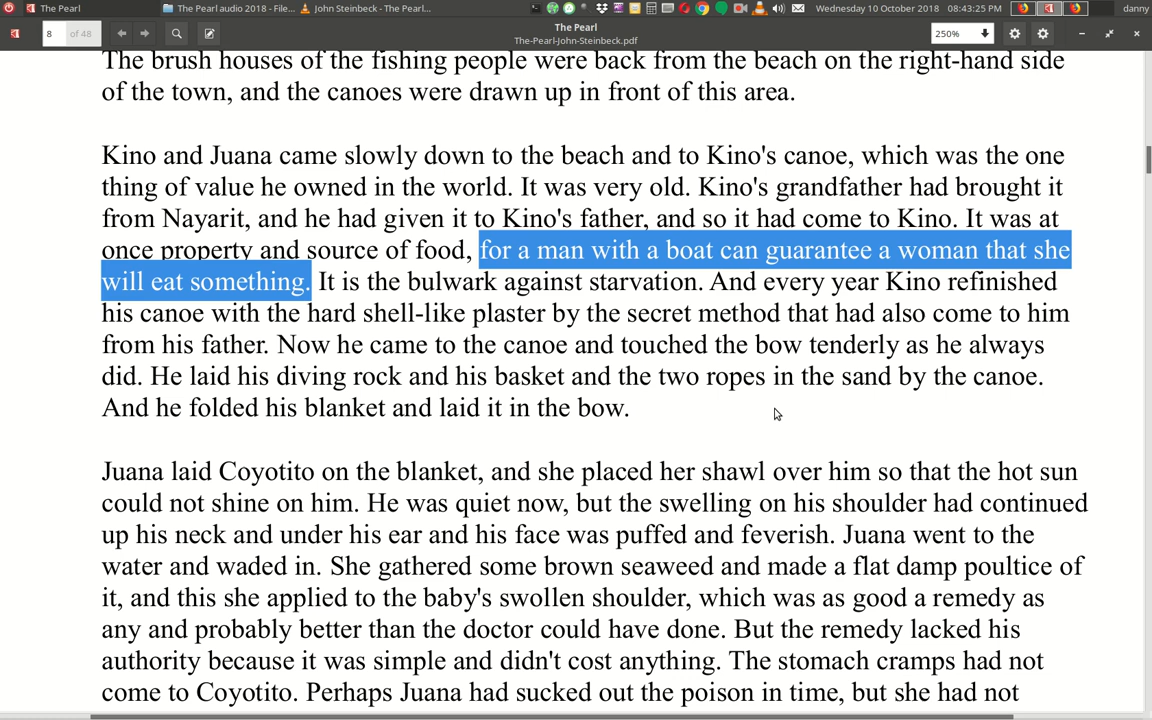 The Pearl
The Pearl audio 2018 - File...
John Steinbeck - The Pearl...
Wednesday 10 October 2018
08:43:25 PM
danny
8
of 48
The Pearl
The-Pearl-John-Steinbeck.pdf
250%
The brush houses of the fishing people were back from the beach on the right-hand side
of the town, and the canoes were drawn up in front of this area.
Kino and Juana came slowly down to the beach and to Kino's canoe, which was the one
thing of value he owned in the world. It was very old. Kino's grandfather had brought it
from Nayarit, and he had given it to Kino's father, and so it had come to Kino. It was at
once property and source of food, for a man with a boat can guarantee a woman that she
will eat something. It is the bulwark against starvation. And every year Kino refinished
his canoe with the hard shell-like plaster by the secret method that had also come to him
from his father. Now he came to the canoe and touched the bow tenderly as he always
did. He laid his diving rock and his basket and the two ropes in the sand by the canoe.
And he folded his blanket and laid it in the bow.
Juana laid Coyotito on the blanket, and she placed her shawl over him so that the hot sun
could not shine on him. He was quiet now, but the swelling on his shoulder had continued
up his neck and under his ear and his face was puffed and feverish. Juana went to the
water and waded in. She gathered some brown seaweed and made a flat damp poultice of
it, and this she applied to the baby's swollen shoulder, which was as good a remedy as
any and probably better than the doctor could have done. But the remedy lacked his
authority because it was simple and didn't cost anything. The stomach cramps had not
come to Coyotito. Perhaps Juana had sucked out the poison in time, but she had not